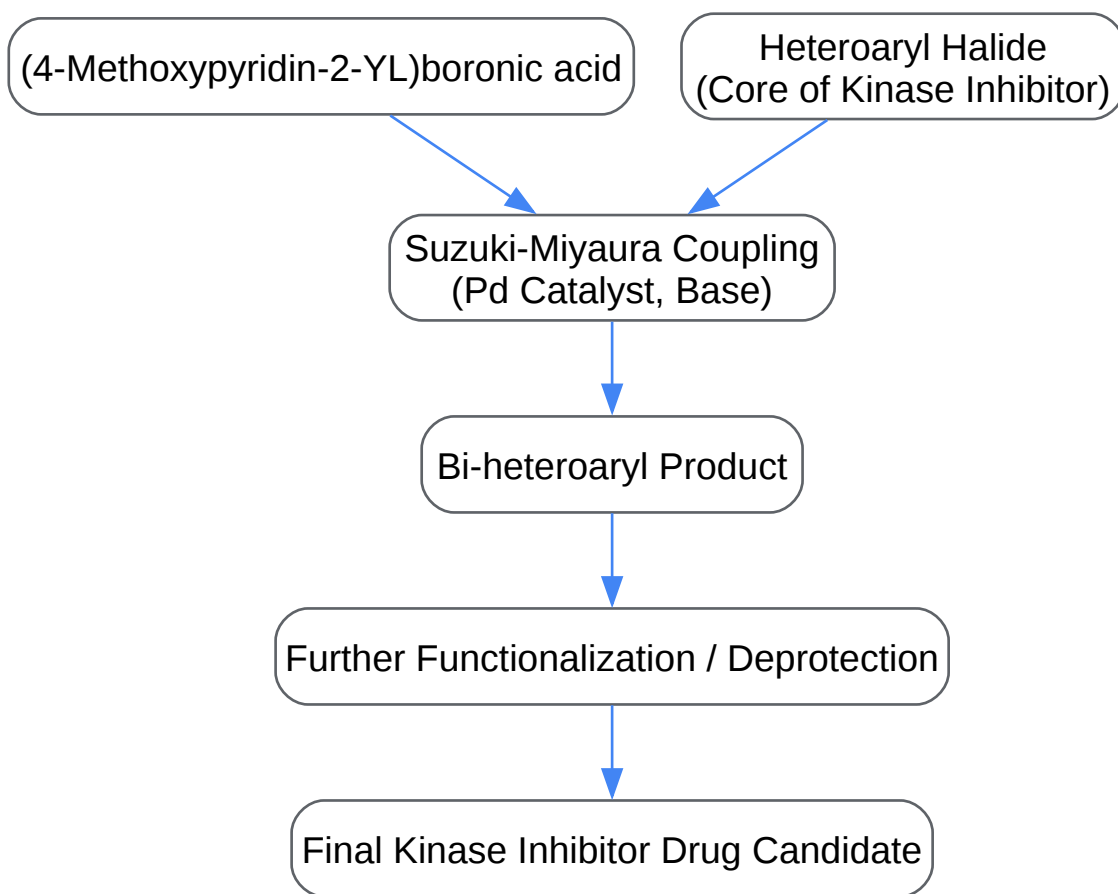 (4-Methoxypyridin-2-YL)boronic acid
Heteroaryl Halide
(Core of Kinase Inhibitor)
Suzuki-Miyaura Coupling
(Pd Catalyst, Base)
Bi-heteroaryl Product
Further Functionalization / Deprotection
Final Kinase Inhibitor Drug Candidate